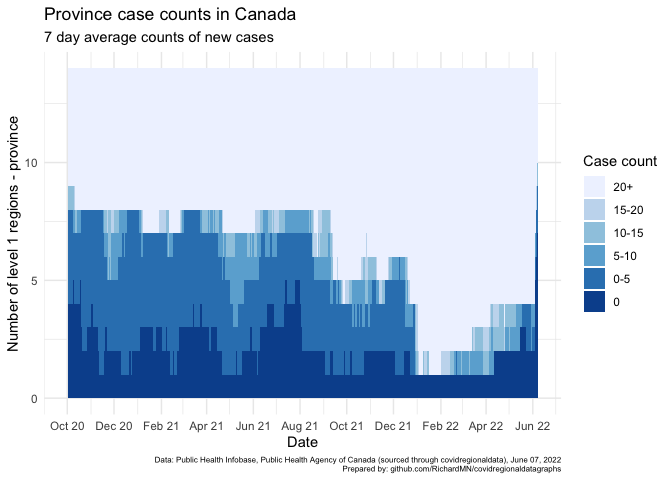 Province case counts in Canada
7 day average counts of new cases
Number of level 1 regions - province
10
5
0
Oct 20 Dec 20 Feb 21 Apr 21 Jun 21 Aug 21 Oct 21 Dec 21 Feb 22 Apr 22 Jun 22
Date
Case count
20+
15-20
10-15
5-10
0-5
0
Data: Public Health Infobase, Public Health Agency of Canada (sourced through covidregionaldata), June 07, 2022
Prepared by: github.com/RichardMN/covidregionaldatagraphs